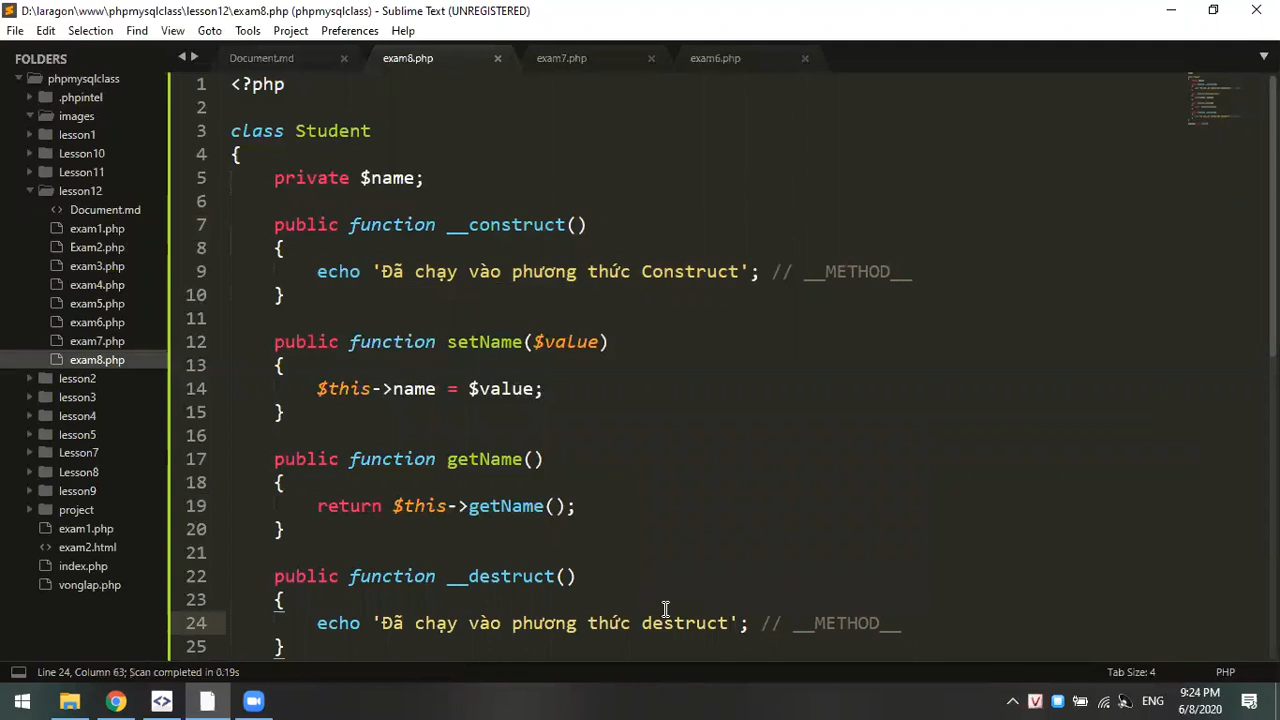 D:\laragon\www\phpmysqlclass\lesson12\exam8.php (phpmysqlclass) - Sublime Text (UNREGISTERED)
File Edit Selection Find View Goto Tools Project Preferences Help
FOLDERS
phpmysqlclass
.phpintel
images
lesson1
Lesson10
Lesson11
lesson12
Document.md
exam1.php
Exam2.php
exam3.php
exam4.php
exam5.php
exam6.php
exam7.php
exam8.php
lesson2
lesson3
lesson4
lesson5
Lesson7
Lesson8
lesson9
project
exam1.php
exam2.html
index.php
vonglap.php
Document.md exam8.php exam7.php exam6.php
1 <?php
2
3 class Student
4 {
5 private $name;
6
7 public function __construct()
8 {
9 echo 'Đã chạy vào phương thức Construct'; // __METHOD__
10 }
11
12 public function setName($value)
13 {
14 $this->name = $value;
15 }
16
17 public function getName()
18 {
19 return $this->getName();
20 }
21
22 public function __destruct()
23 {
24 echo 'Đã chạy vào phương thức destruct'; // __METHOD__
25 }
Line 24, Column 63; Scan completed in 0.19s Tab Size: 4 PHP
ENG 9:24 PM
6/8/2020